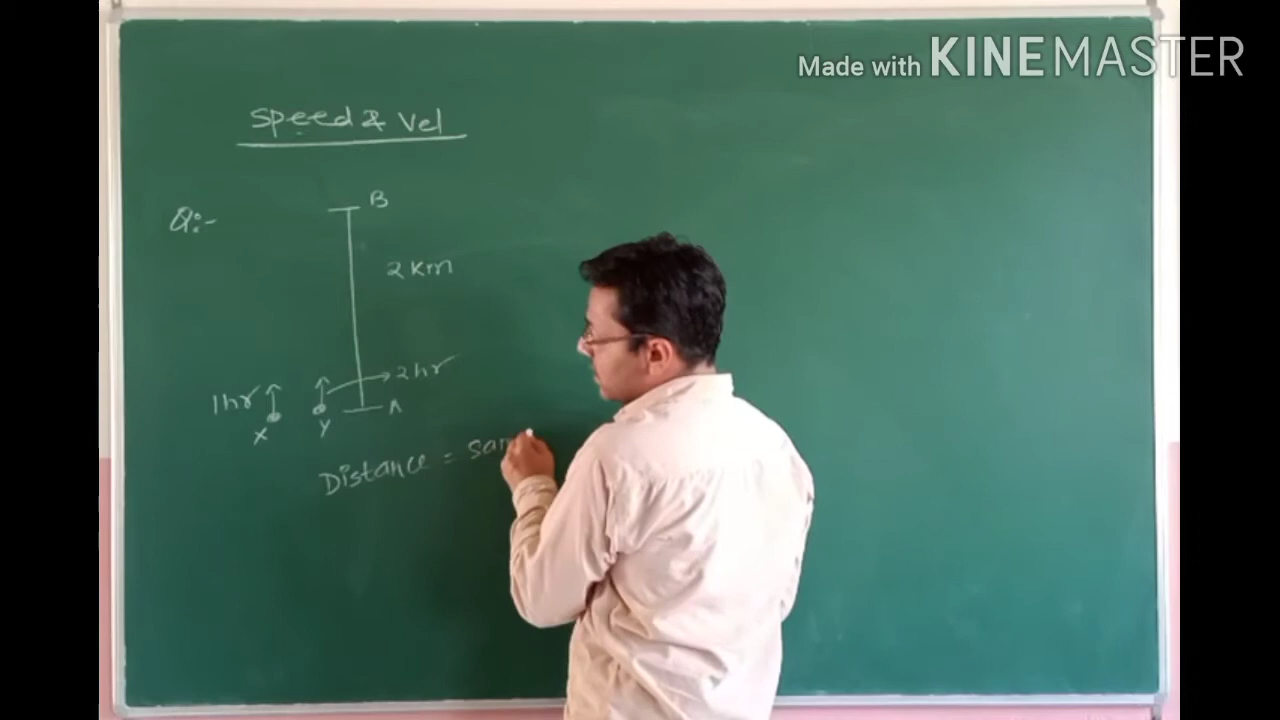 Made with KINEMASTER
Speed & Vel
Q:-
B
2 km
1hr
2 hr
A
X
Y
Distance = sam